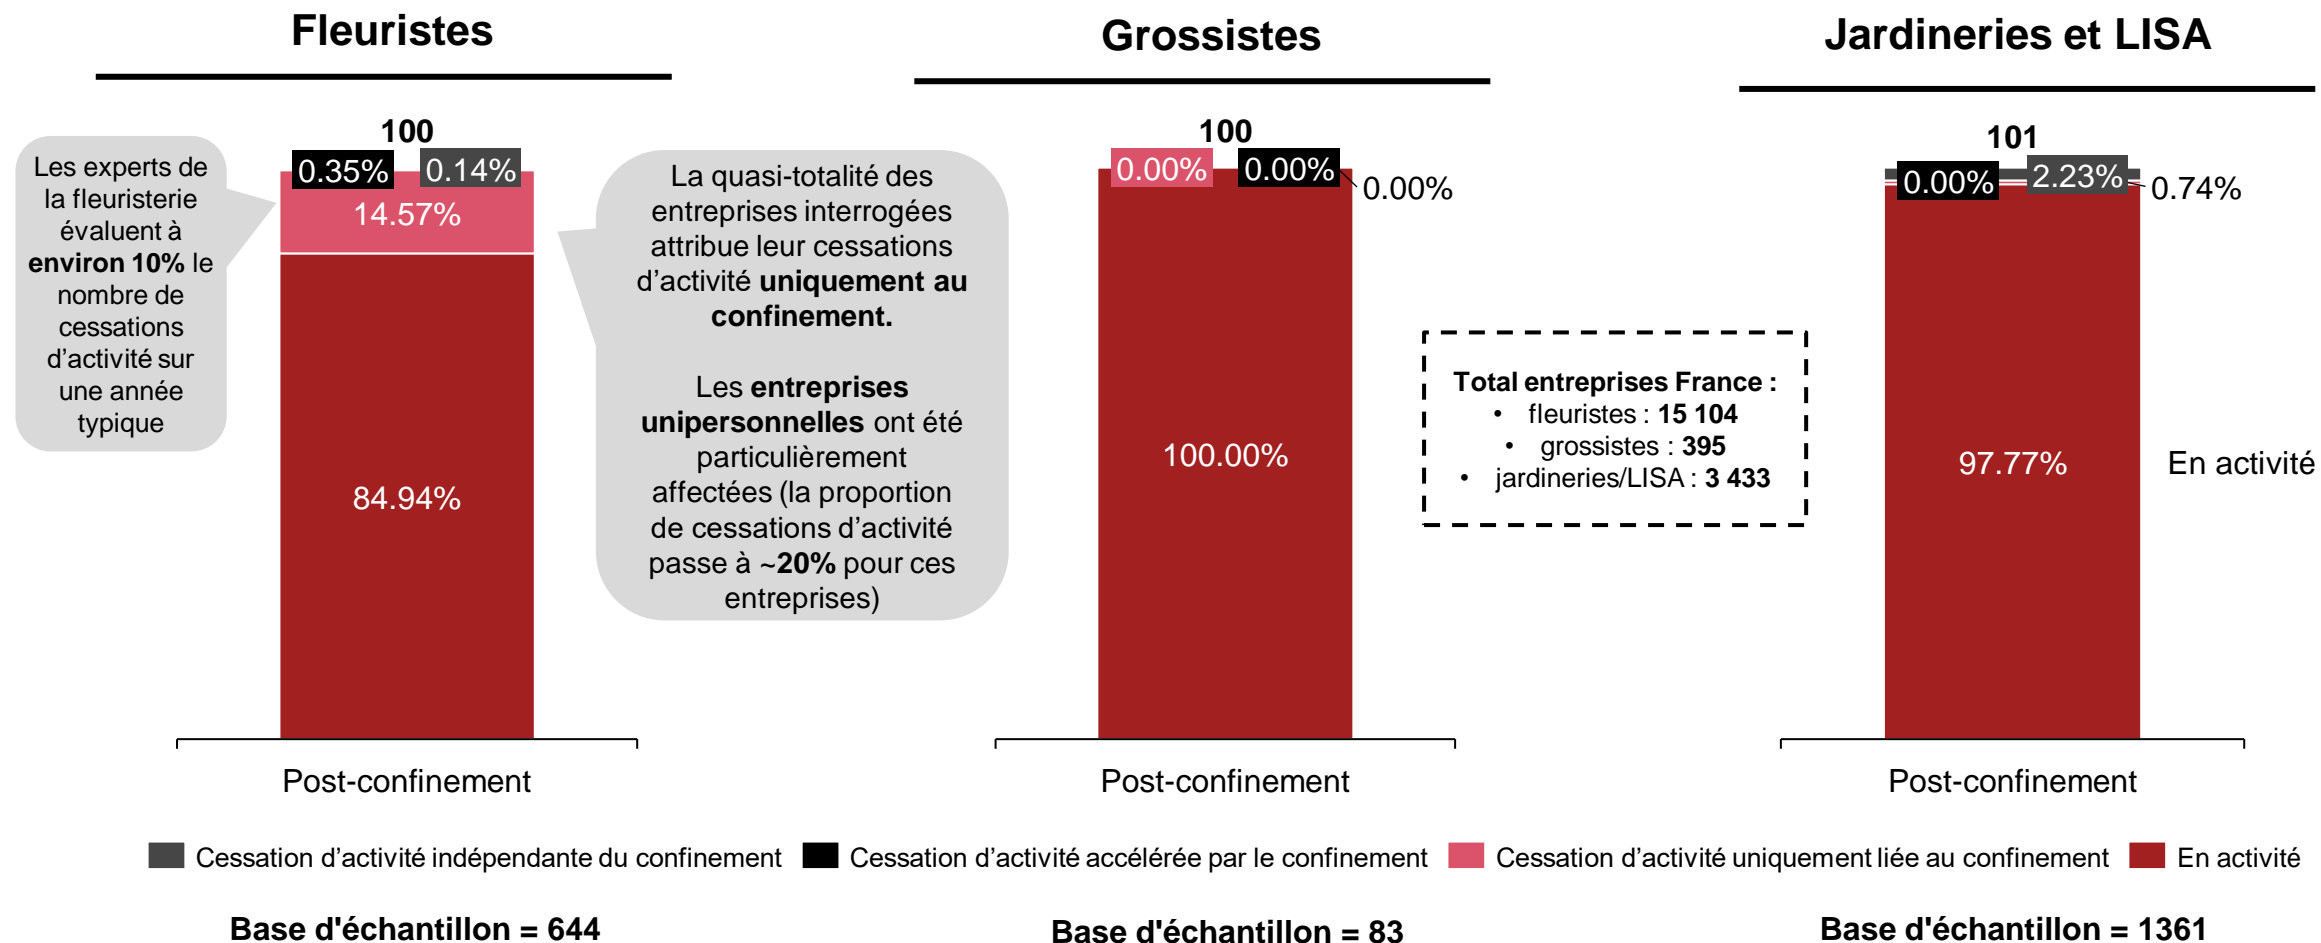 Fleuristes
Grossistes
Jardineries et LISA
100
0.35%
0.14%
14.57%
84.94%
Post-confinement
Les experts de
la fleuristerie
évaluent à
environ 10% le
nombre de
cessations
d’activité sur
une année
typique
La quasi-totalité des
entreprises interrogées
attribue leur cessations
d’activité uniquement au
confinement.
Les entreprises
unipersonnelles ont été
particulièrement
affectées (la proportion
de cessations d’activité
passe à ~20% pour ces
entreprises)
100
0.00%
0.00%
0.00%
100.00%
Post-confinement
Total entreprises France :
• fleuristes : 15 104
• grossistes : 395
• jardineries/LISA : 3 433
101
0.00%
2.23%
0.74%
97.77%
En activité
Post-confinement
Cessation d’activité indépendante du confinement
Cessation d’activité accélérée par le confinement
Cessation d’activité uniquement liée au confinement
En activité
Base d'échantillon = 644
Base d'échantillon = 83
Base d'échantillon = 1361